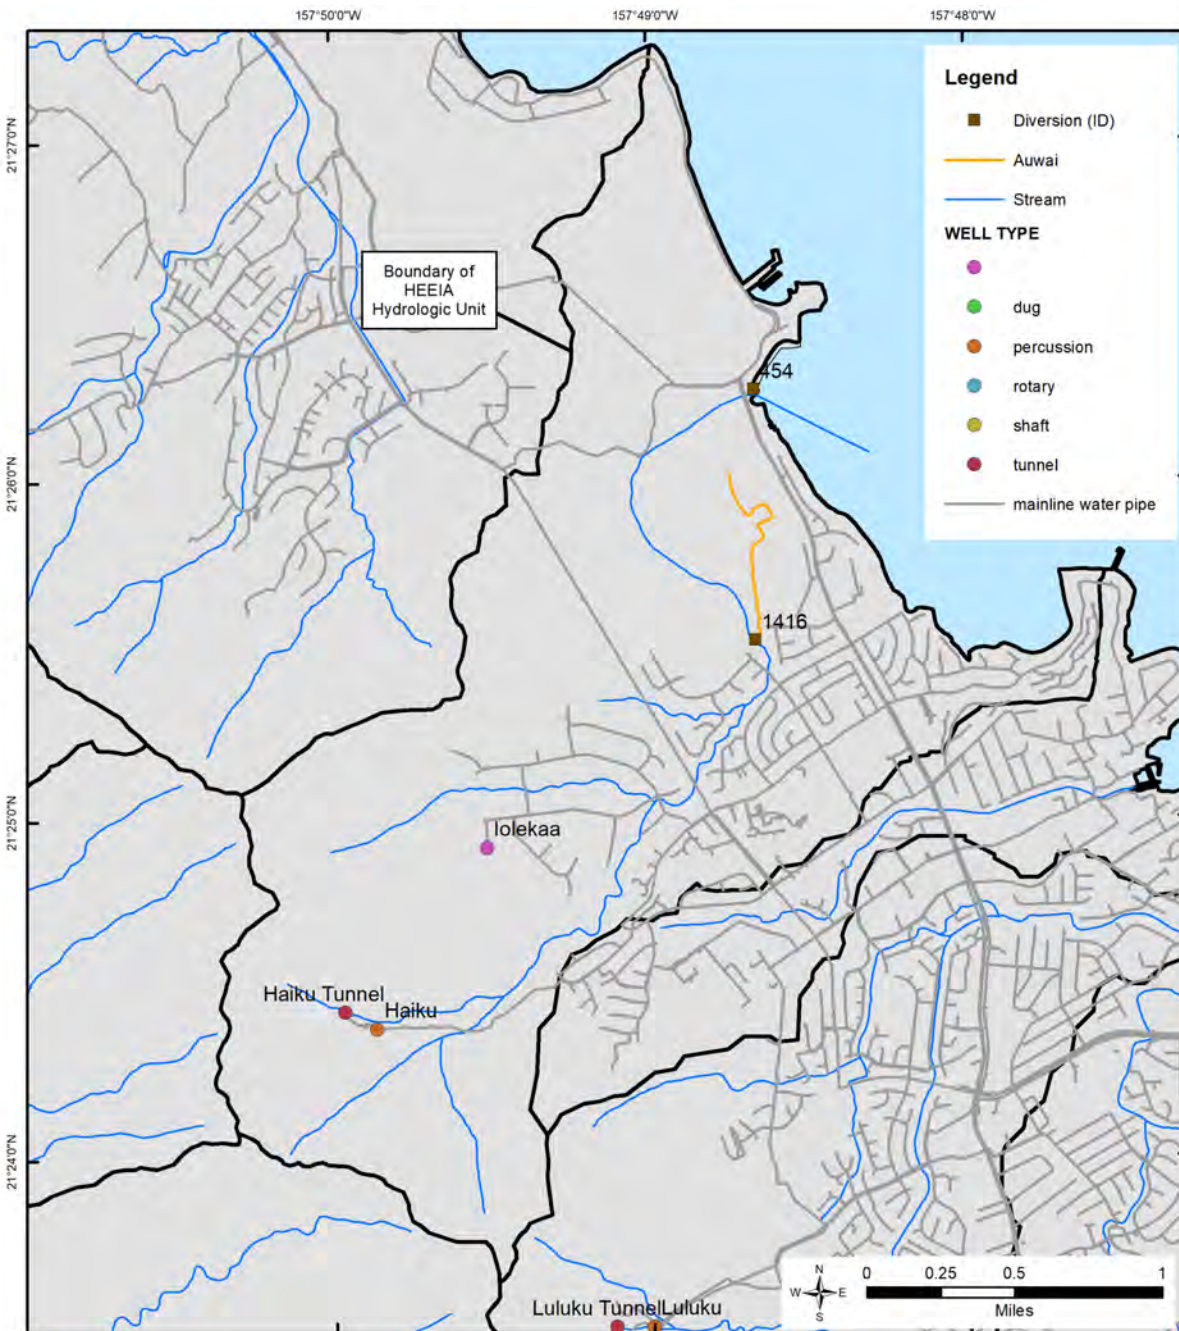 157°50'0"W
157°49'0"W
157°48'0"W
21°27'0"N
21°26'0"N
21°25'0"N
21°24'0"N
Legend
Diversion (ID)
Auwai
Stream
WELL TYPE
dug
percussion
rotary
shaft
tunnel
mainline water pipe
Boundary of
HEEIA
Hydrologic Unit
454
1416
Iolekaa
Haiku Tunnel
Haiku
Luluku Tunnel
Luluku
N
W
E
S
0 0.25 0.5 1
Miles